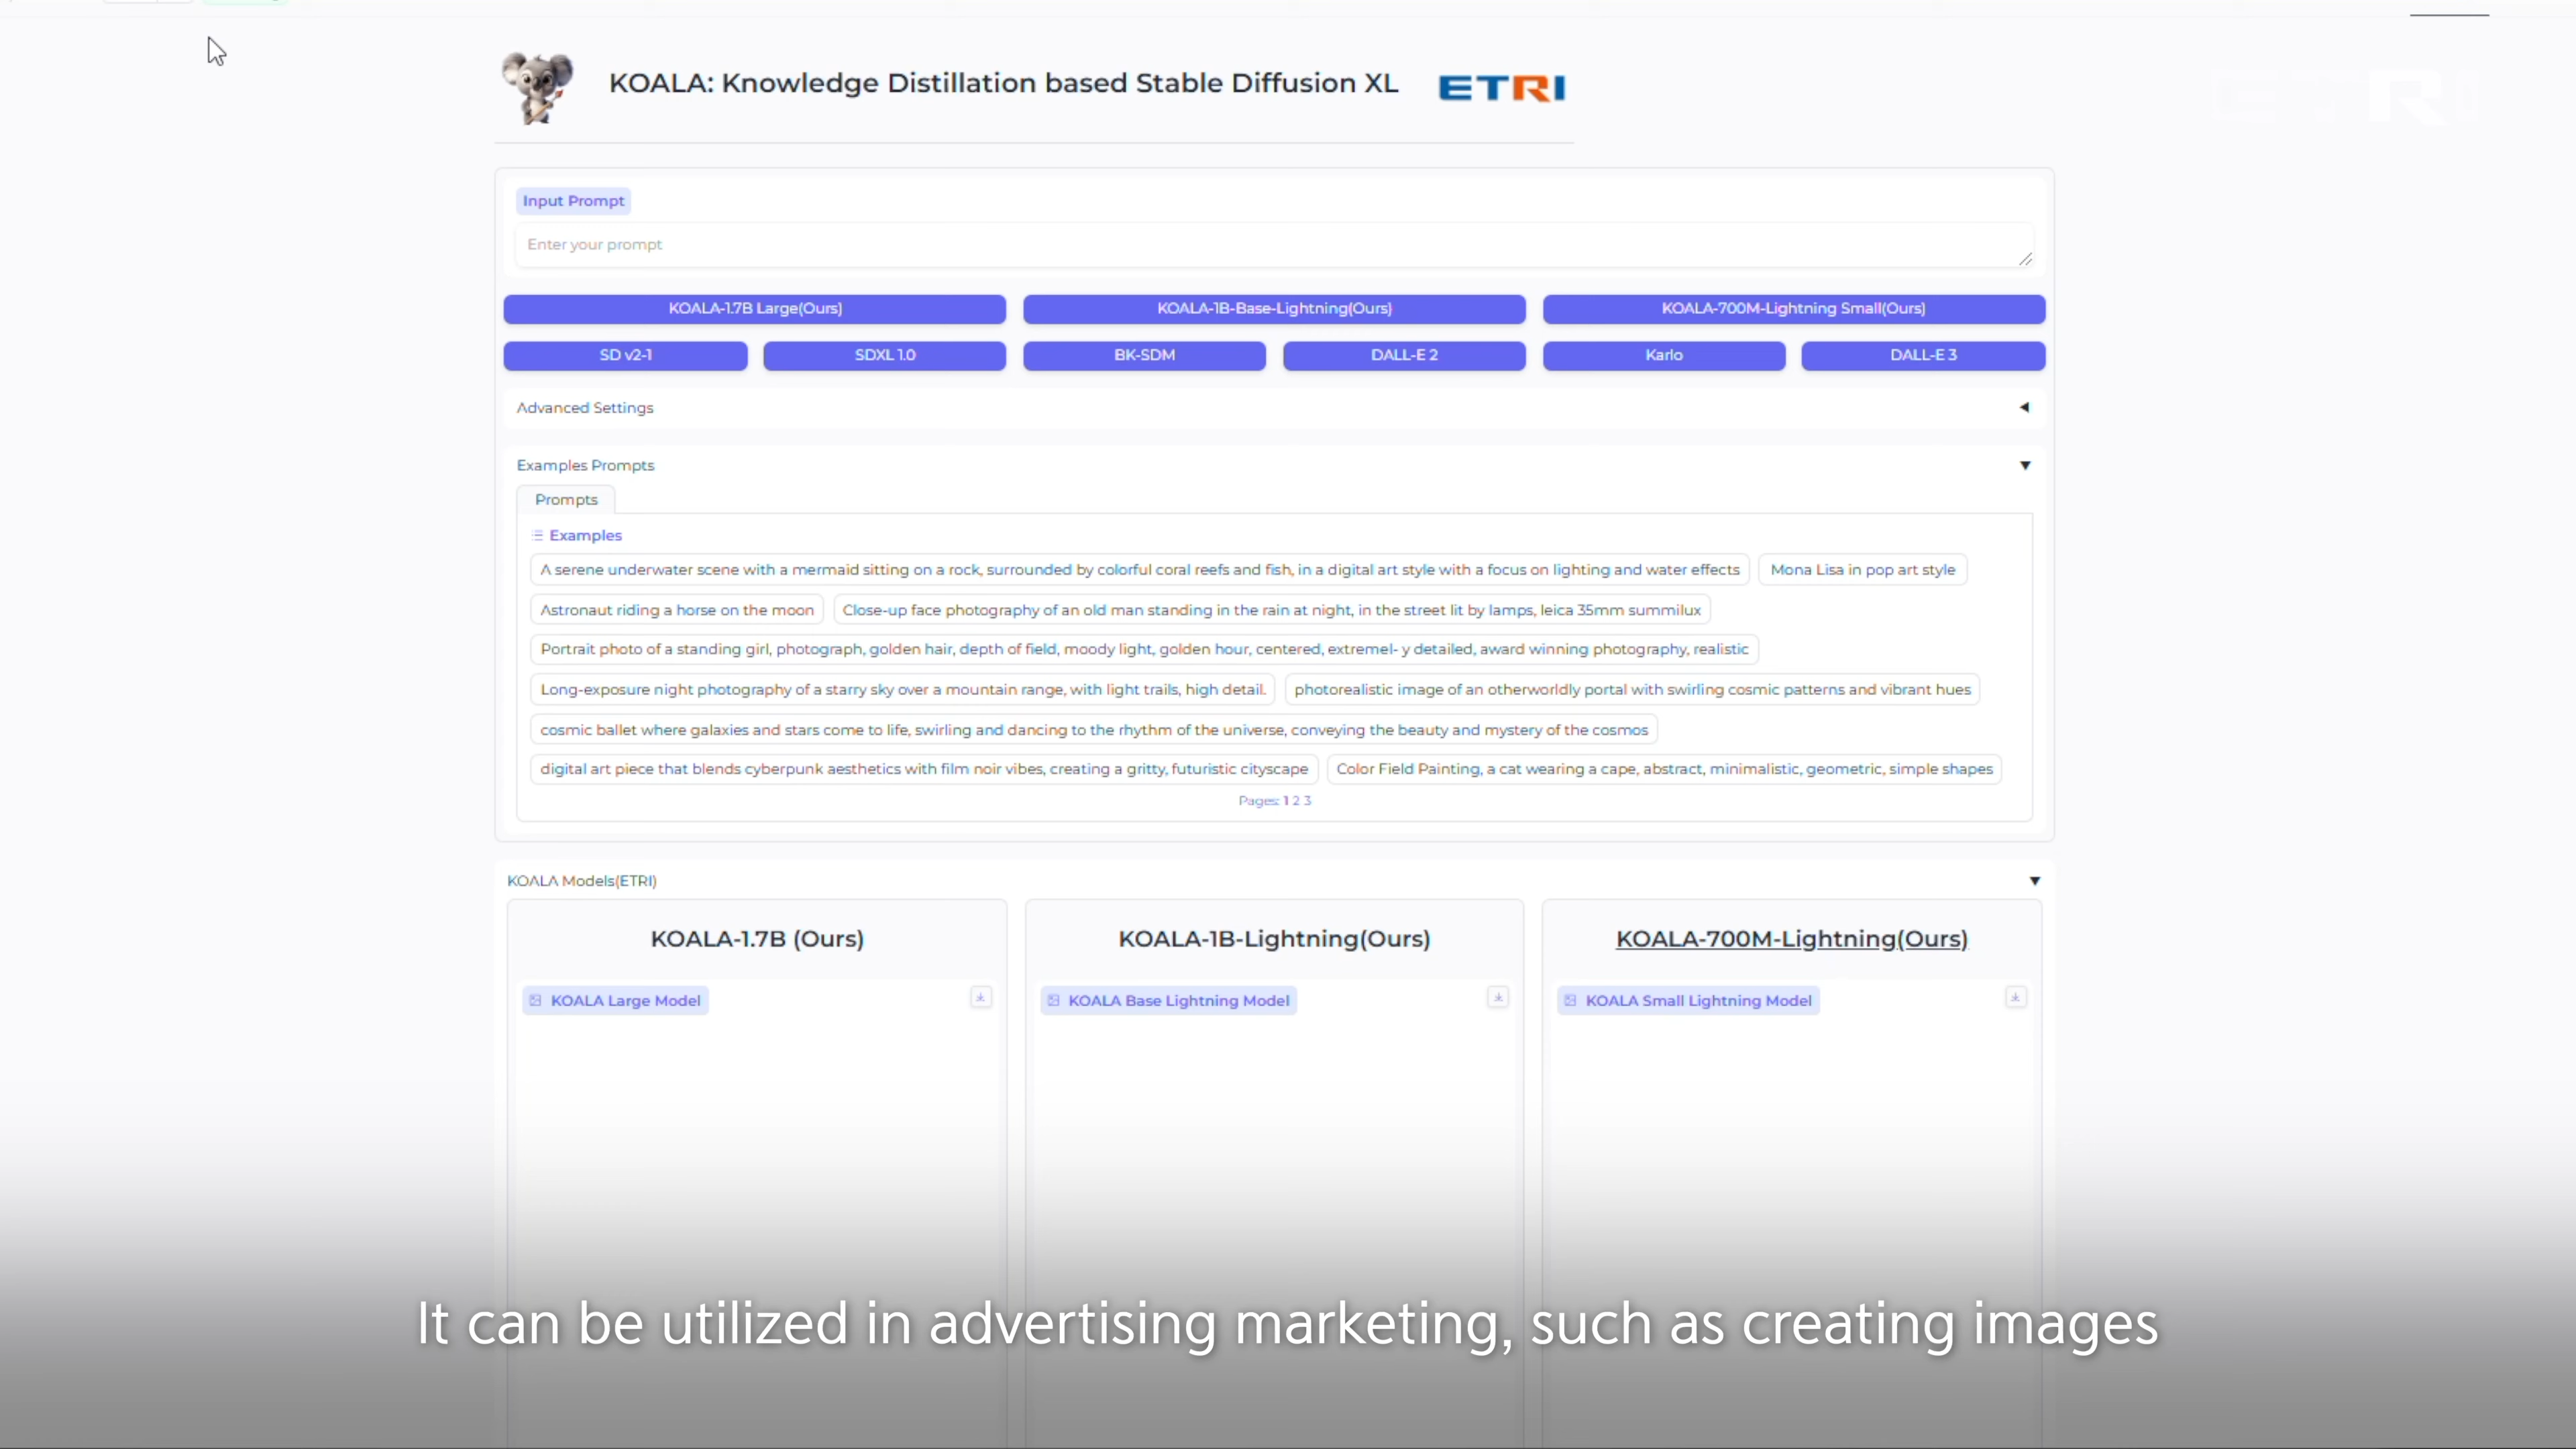 KOALA: Knowledge Distillation based Stable Diffusion XL ETRI
ETRI
Input Prompt
Enter your prompt
KOALA-1.7B Large(Ours) KOALA-1B-Base-Lightning(Ours) KOALA-700M-Lightning Small(Ours)
SD v2-1 SDXL 1.0 BK-SDM DALL-E 2 Karlo DALL-E 3
Advanced Settings
Examples Prompts
Prompts
Examples
A serene underwater scene with a mermaid sitting on a rock, surrounded by colorful coral reefs and fish, in a digital art style with a focus on lighting and water effects Mona Lisa in pop art style
Astronaut riding a horse on the moon Close-up face photography of an old man standing in the rain at night, in the street lit by lamps, leica 35mm summilux
Portrait photo of a standing girl, photograph, golden hair, depth of field, moody light, golden hour, centered, extremel- y detailed, award winning photography, realistic
Long-exposure night photography of a starry sky over a mountain range, with light trails, high detail. photorealistic image of an otherworldly portal with swirling cosmic patterns and vibrant hues
cosmic ballet where galaxies and stars come to life, swirling and dancing to the rhythm of the universe, conveying the beauty and mystery of the cosmos
digital art piece that blends cyberpunk aesthetics with film noir vibes, creating a gritty, futuristic cityscape Color Field Painting, a cat wearing a cape, abstract, minimalistic, geometric, simple shapes
Pages: 1 2 3
KOALA Models(ETRI)
KOALA-1.7B (Ours) KOALA-1B-Lightning(Ours) KOALA-700M-Lightning(Ours)
KOALA Large Model KOALA Base Lightning Model KOALA Small Lightning Model
It can be utilized in advertising marketing, such as creating images